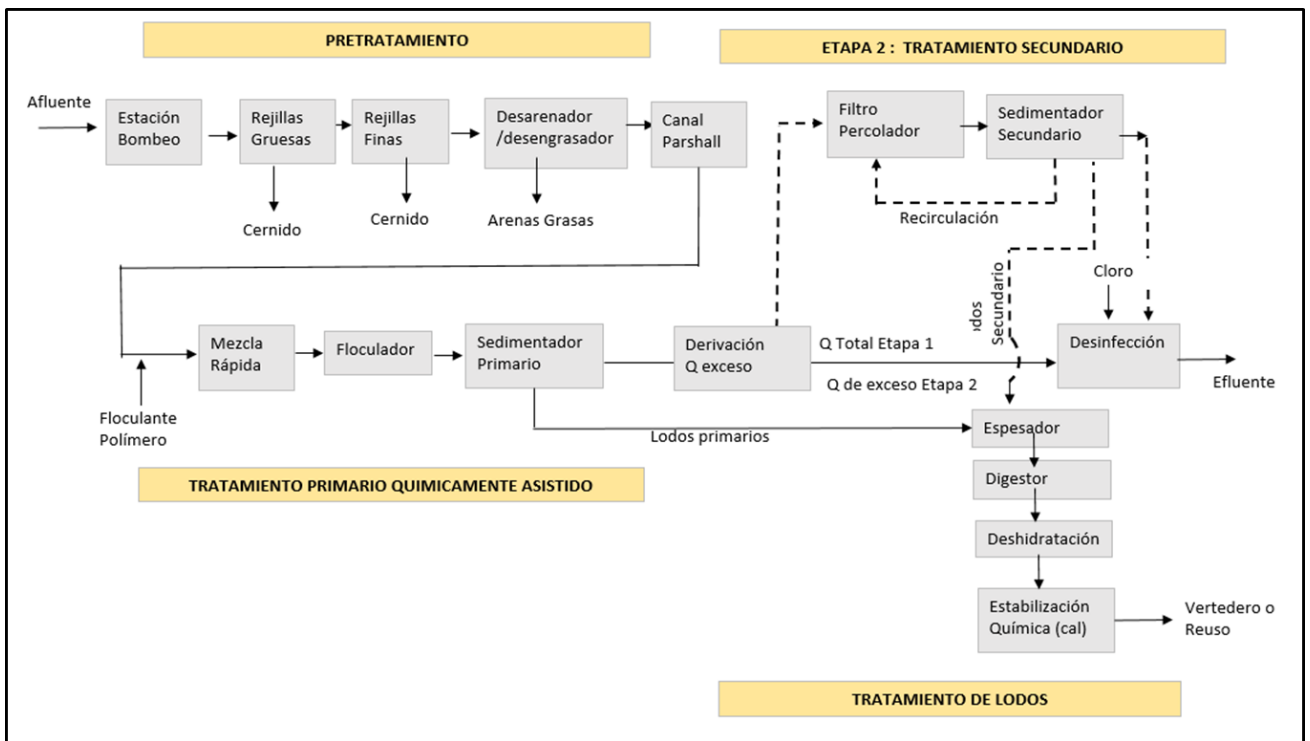 PRETRATAMIENTO
ETAPA 2 : TRATAMIENTO SECUNDARIO
Afluente
Estación
Bombeo
Rejillas
Gruesas
Rejillas
Finas
Desarenador
/desengrasador
Canal
Parshall
Filtro
Percolador
Sedimentador
Secundario
Cernido
Cernido
Arenas Grasas
Recirculación
Secundario
Cloro
Mezcla
Rápida
Floculador
Sedimentador
Primario
Derivación
Q exceso
Q Total Etapa 1
Q de exceso Etapa 2
Desinfección
Efluente
Floculante
Polímero
Lodos primarios
Espesador
TRATAMIENTO PRIMARIO QUIMICAMENTE ASISTIDO
Digestor
Deshidratación
Estabilización
Química (cal)
Vertedero o
Reuso
TRATAMIENTO DE LODOS